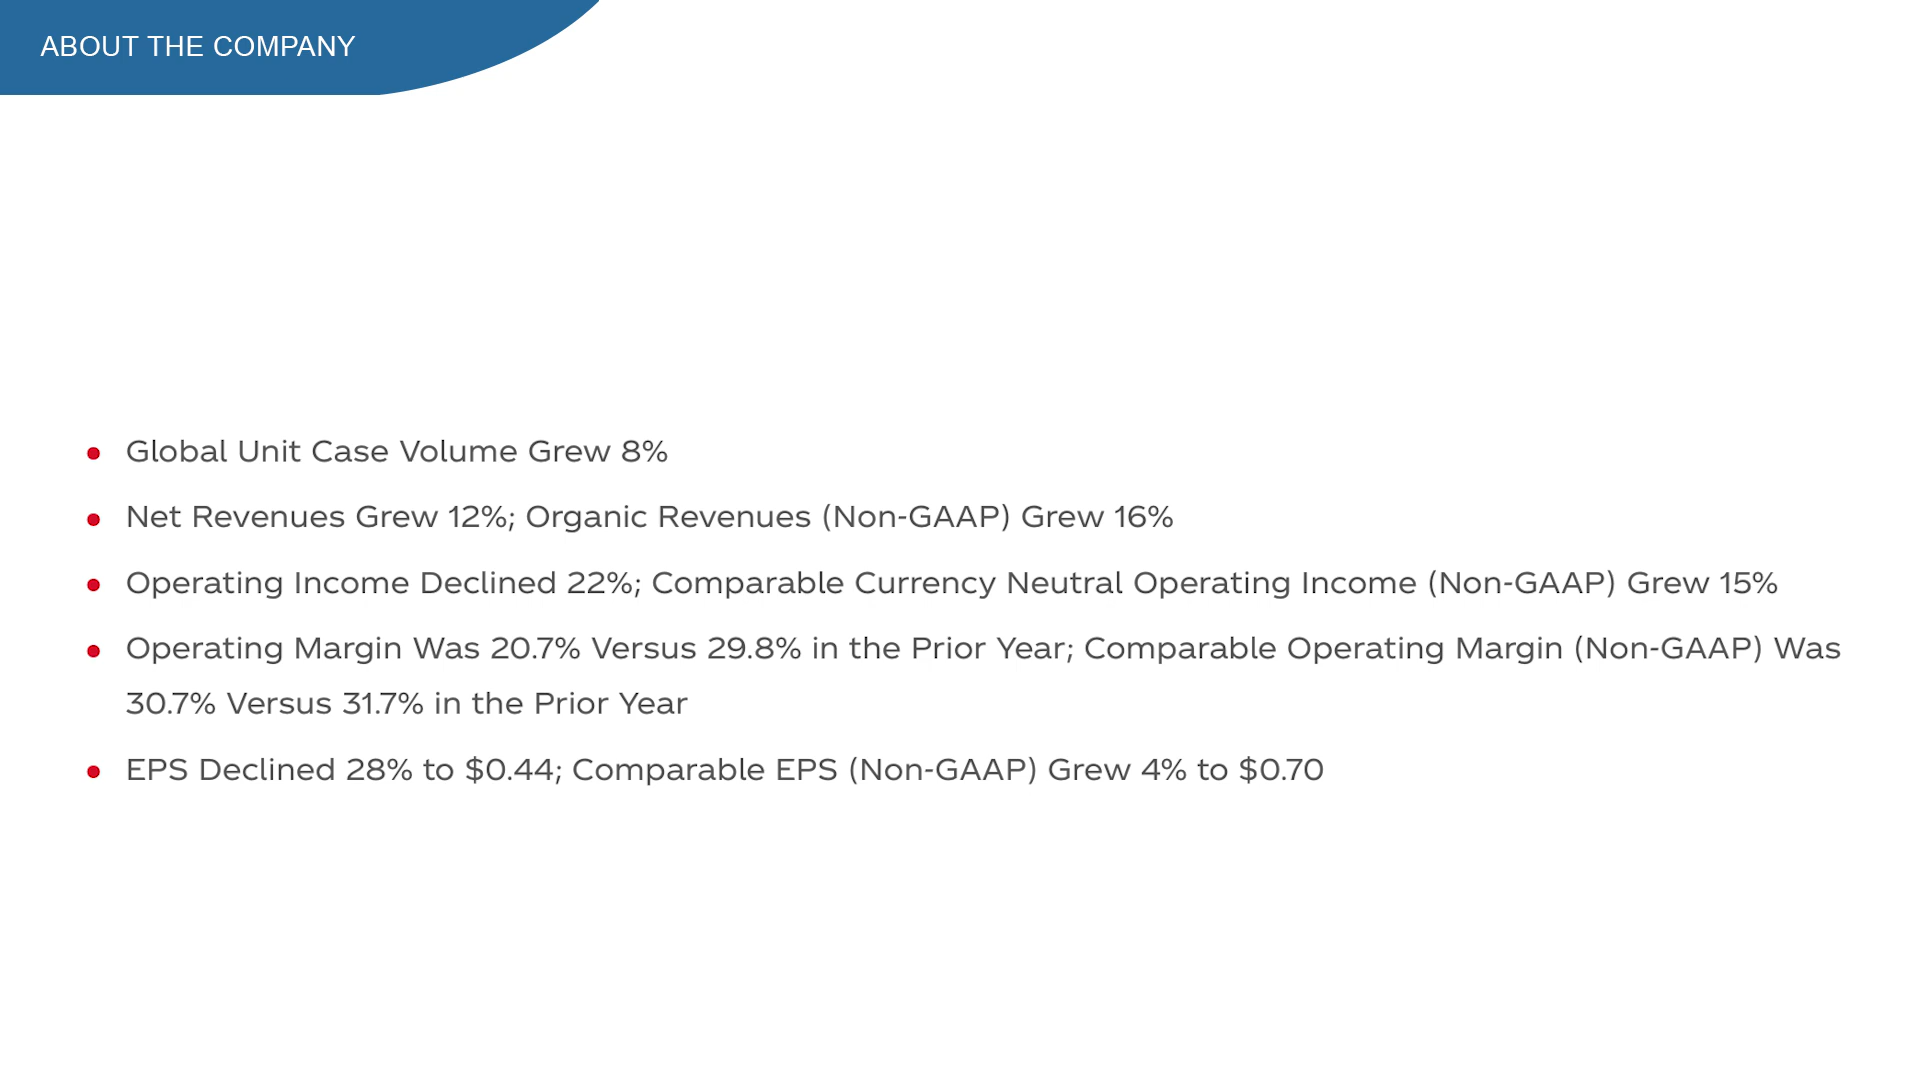 ABOUT THE COMPANY
Global Unit Case Volume Grew 8%
Net Revenues Grew 12%; Organic Revenues (Non-GAAP) Grew 16%
Operating Income Declined 22%; Comparable Currency Neutral Operating Income (Non-GAAP) Grew 15%
Operating Margin Was 20.7% Versus 29.8% in the Prior Year; Comparable Operating Margin (Non-GAAP) Was
30.7% Versus 31.7% in the Prior Year
EPS Declined 28% to $0.44; Comparable EPS (Non-GAAP) Grew 4% to $0.70